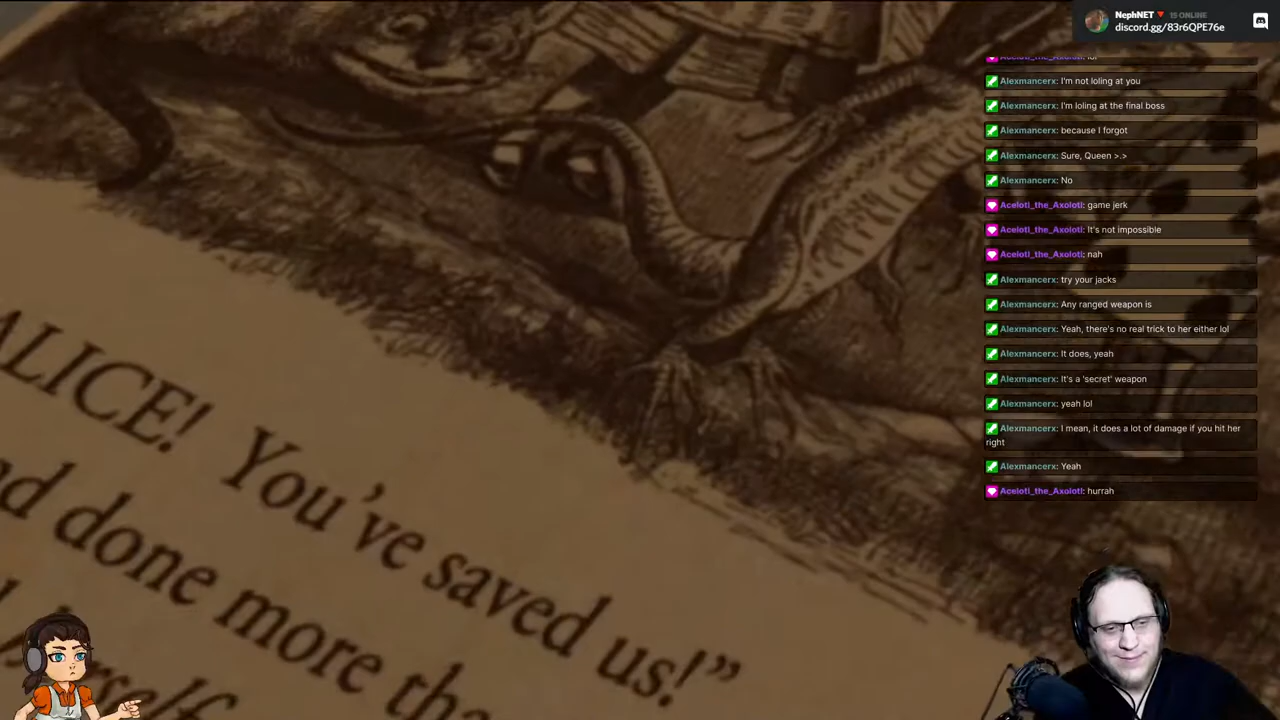 NephNET 15 ONLINE
discord.gg/83r6QPE76e
Acelotl_the_Axolotl: lol
Alexmancerx: I'm not loling at you
Alexmancerx: I'm loling at the final boss
Alexmancerx: because I forgot
Alexmancerx: Sure, Queen >.>
Alexmancerx: No
Acelotl_the_Axolotl: game jerk
Acelotl_the_Axolotl: It's not impossible
Acelotl_the_Axolotl: nah
Alexmancerx: try your jacks
Alexmancerx: Any ranged weapon is
Alexmancerx: Yeah, there's no real trick to her either lol
Alexmancerx: It does, yeah
Alexmancerx: It's a 'secret' weapon
Alexmancerx: yeah lol
Alexmancerx: I mean, it does a lot of damage if you hit her
right
Alexmancerx: Yeah
Acelotl_the_Axolotl: hurrah
ALICE! You've saved us!”
done more